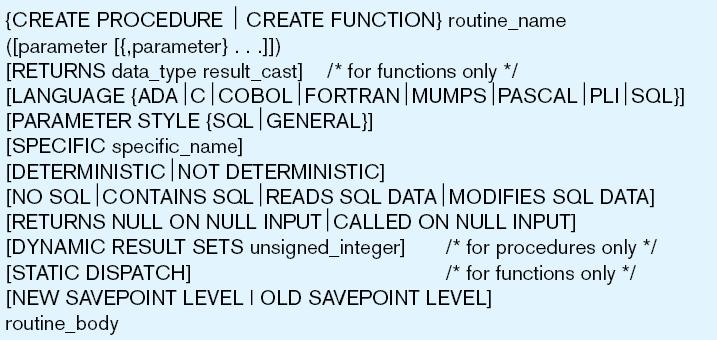 {CREATE PROCEDURE | CREATE FUNCTION} routine_name
([parameter [{,parameter} . . .]])
[RETURNS data_type result_cast] /* for functions only */
[LANGUAGE {ADA|C|COBOL|FORTRAN|MUMPS|PASCAL|PLI|SQL}]
[PARAMETER STYLE {SQL|GENERAL}]
[SPECIFIC specific_name]
[DETERMINISTIC|NOT DETERMINISTIC]
[NO SQL|CONTAINS SQL|READS SQL DATA|MODIFIES SQL DATA]
[RETURNS NULL ON NULL INPUT|CALLED ON NULL INPUT]
[DYNAMIC RESULT SETS unsigned_integer] /* for procedures only */
[STATIC DISPATCH] /* for functions only */
[NEW SAVEPOINT LEVEL | OLD SAVEPOINT LEVEL]
routine_body